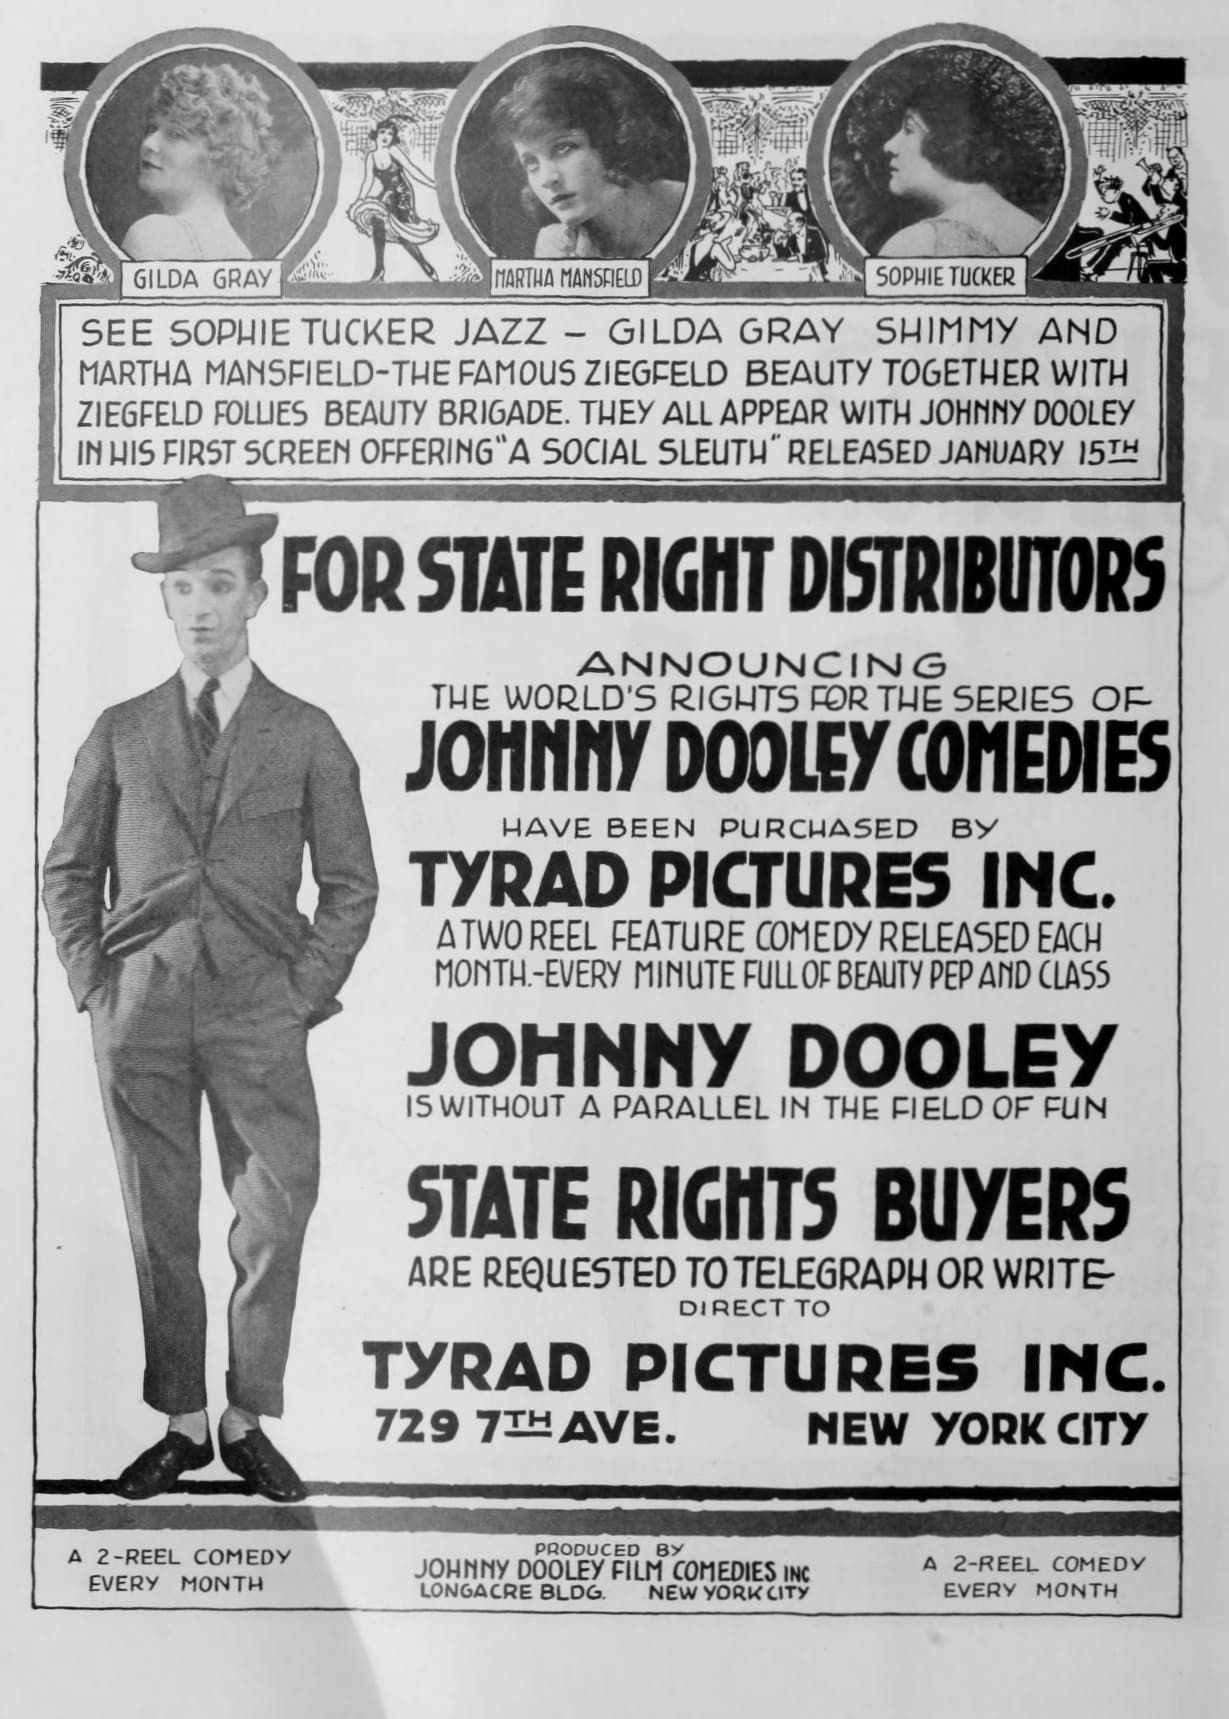 GILDA GRAY
MARTHA MANSFIELD
SOPHIE TUCKER
SEE SOPHIE TUCKER JAZZ – GILDA GRAY SHIMMY AND
MARTHA MANSFIELD-THE FAMOUS ZIEGFELD BEAUTY TOGETHER WITH
ZIEGFELD FOLLIES BEAUTY BRIGADE. THEY ALL APPEAR WITH JOHNNY DOOLEY
IN HIS FIRST SCREEN OFFERING "A SOCIAL SLEUTH" RELEASED JANUARY 15TH
FOR STATE RIGHT DISTRIBUTORS
ANNOUNCING
THE WORLD'S RIGHTS FOR THE SERIES OF
JOHNNY DOOLEY COMEDIES
HAVE BEEN PURCHASED BY
TYRAD PICTURES INC.
A TWO REEL FEATURE COMEDY RELEASED EACH
MONTH.-EVERY MINUTE FULL OF BEAUTY PEP AND CLASS
JOHNNY DOOLEY
IS WITHOUT A PARALLEL IN THE FIELD OF FUN
STATE RIGHTS BUYERS
ARE REQUESTED TO TELEGRAPH OR WRITE
DIRECT TO
TYRAD PICTURES INC.
729 7TH AVE. NEW YORK CITY
A 2-REEL COMEDY
EVERY MONTH
PRODUCED BY
JOHNNY DOOLEY FILM COMEDIES INC
LONGACRE BLDG. NEW YORK CITY
A 2-REEL COMEDY
EVERY MONTH